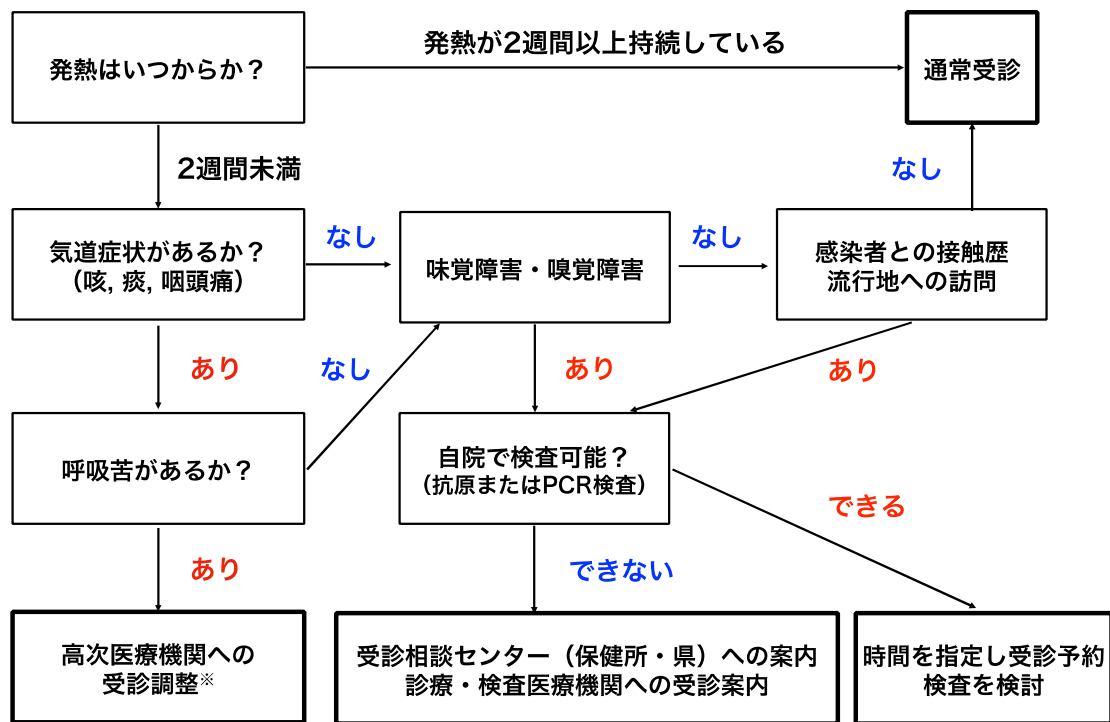 発熱はいつからか？
発熱が2週間以上持続している
通常受診
2週間未満
なし
気道症状があるか？
（咳, 痰, 咽頭痛）
なし
味覚障害・嗅覚障害
なし
感染者との接触歴
流行地への訪問
あり
なし
あり
あり
呼吸苦があるか？
自院で検査可能？
（抗原またはPCR検査）
できる
あり
できない
高次医療機関への
受診調整※
受診相談センター（保健所・県）への案内
診療・検査医療機関への受診案内
時間を指定し受診予約
検査を検討